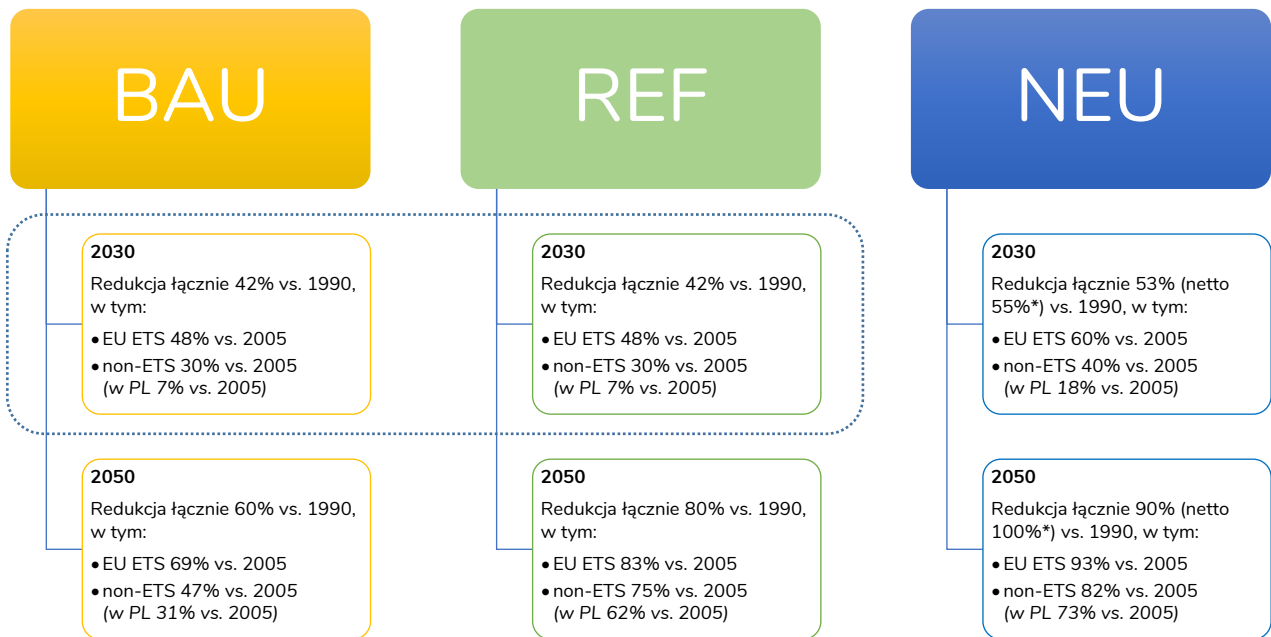 BAU
2030
Redukcja łącznie 42% vs. 1990,
w tym:
• EU ETS 48% vs. 2005
• non-ETS 30% vs. 2005
(w PL 7% vs. 2005)
2050
Redukcja łącznie 60% vs. 1990,
w tym:
• EU ETS 69% vs. 2005
• non-ETS 47% vs. 2005
(w PL 31% vs. 2005)
REF
2030
Redukcja łącznie 42% vs. 1990,
w tym:
• EU ETS 48% vs. 2005
• non-ETS 30% vs. 2005
(w PL 7% vs. 2005)
2050
Redukcja łącznie 80% vs. 1990,
w tym:
• EU ETS 83% vs. 2005
• non-ETS 75% vs. 2005
(w PL 62% vs. 2005)
NEU
2030
Redukcja łącznie 53% (netto
55%*) vs. 1990, w tym:
• EU ETS 60% vs. 2005
• non-ETS 40% vs. 2005
(w PL 18% vs. 2005)
2050
Redukcja łącznie 90% (netto
100%*) vs. 1990, w tym:
• EU ETS 93% vs. 2005
• non-ETS 82% vs. 2005
(w PL 73% vs. 2005)